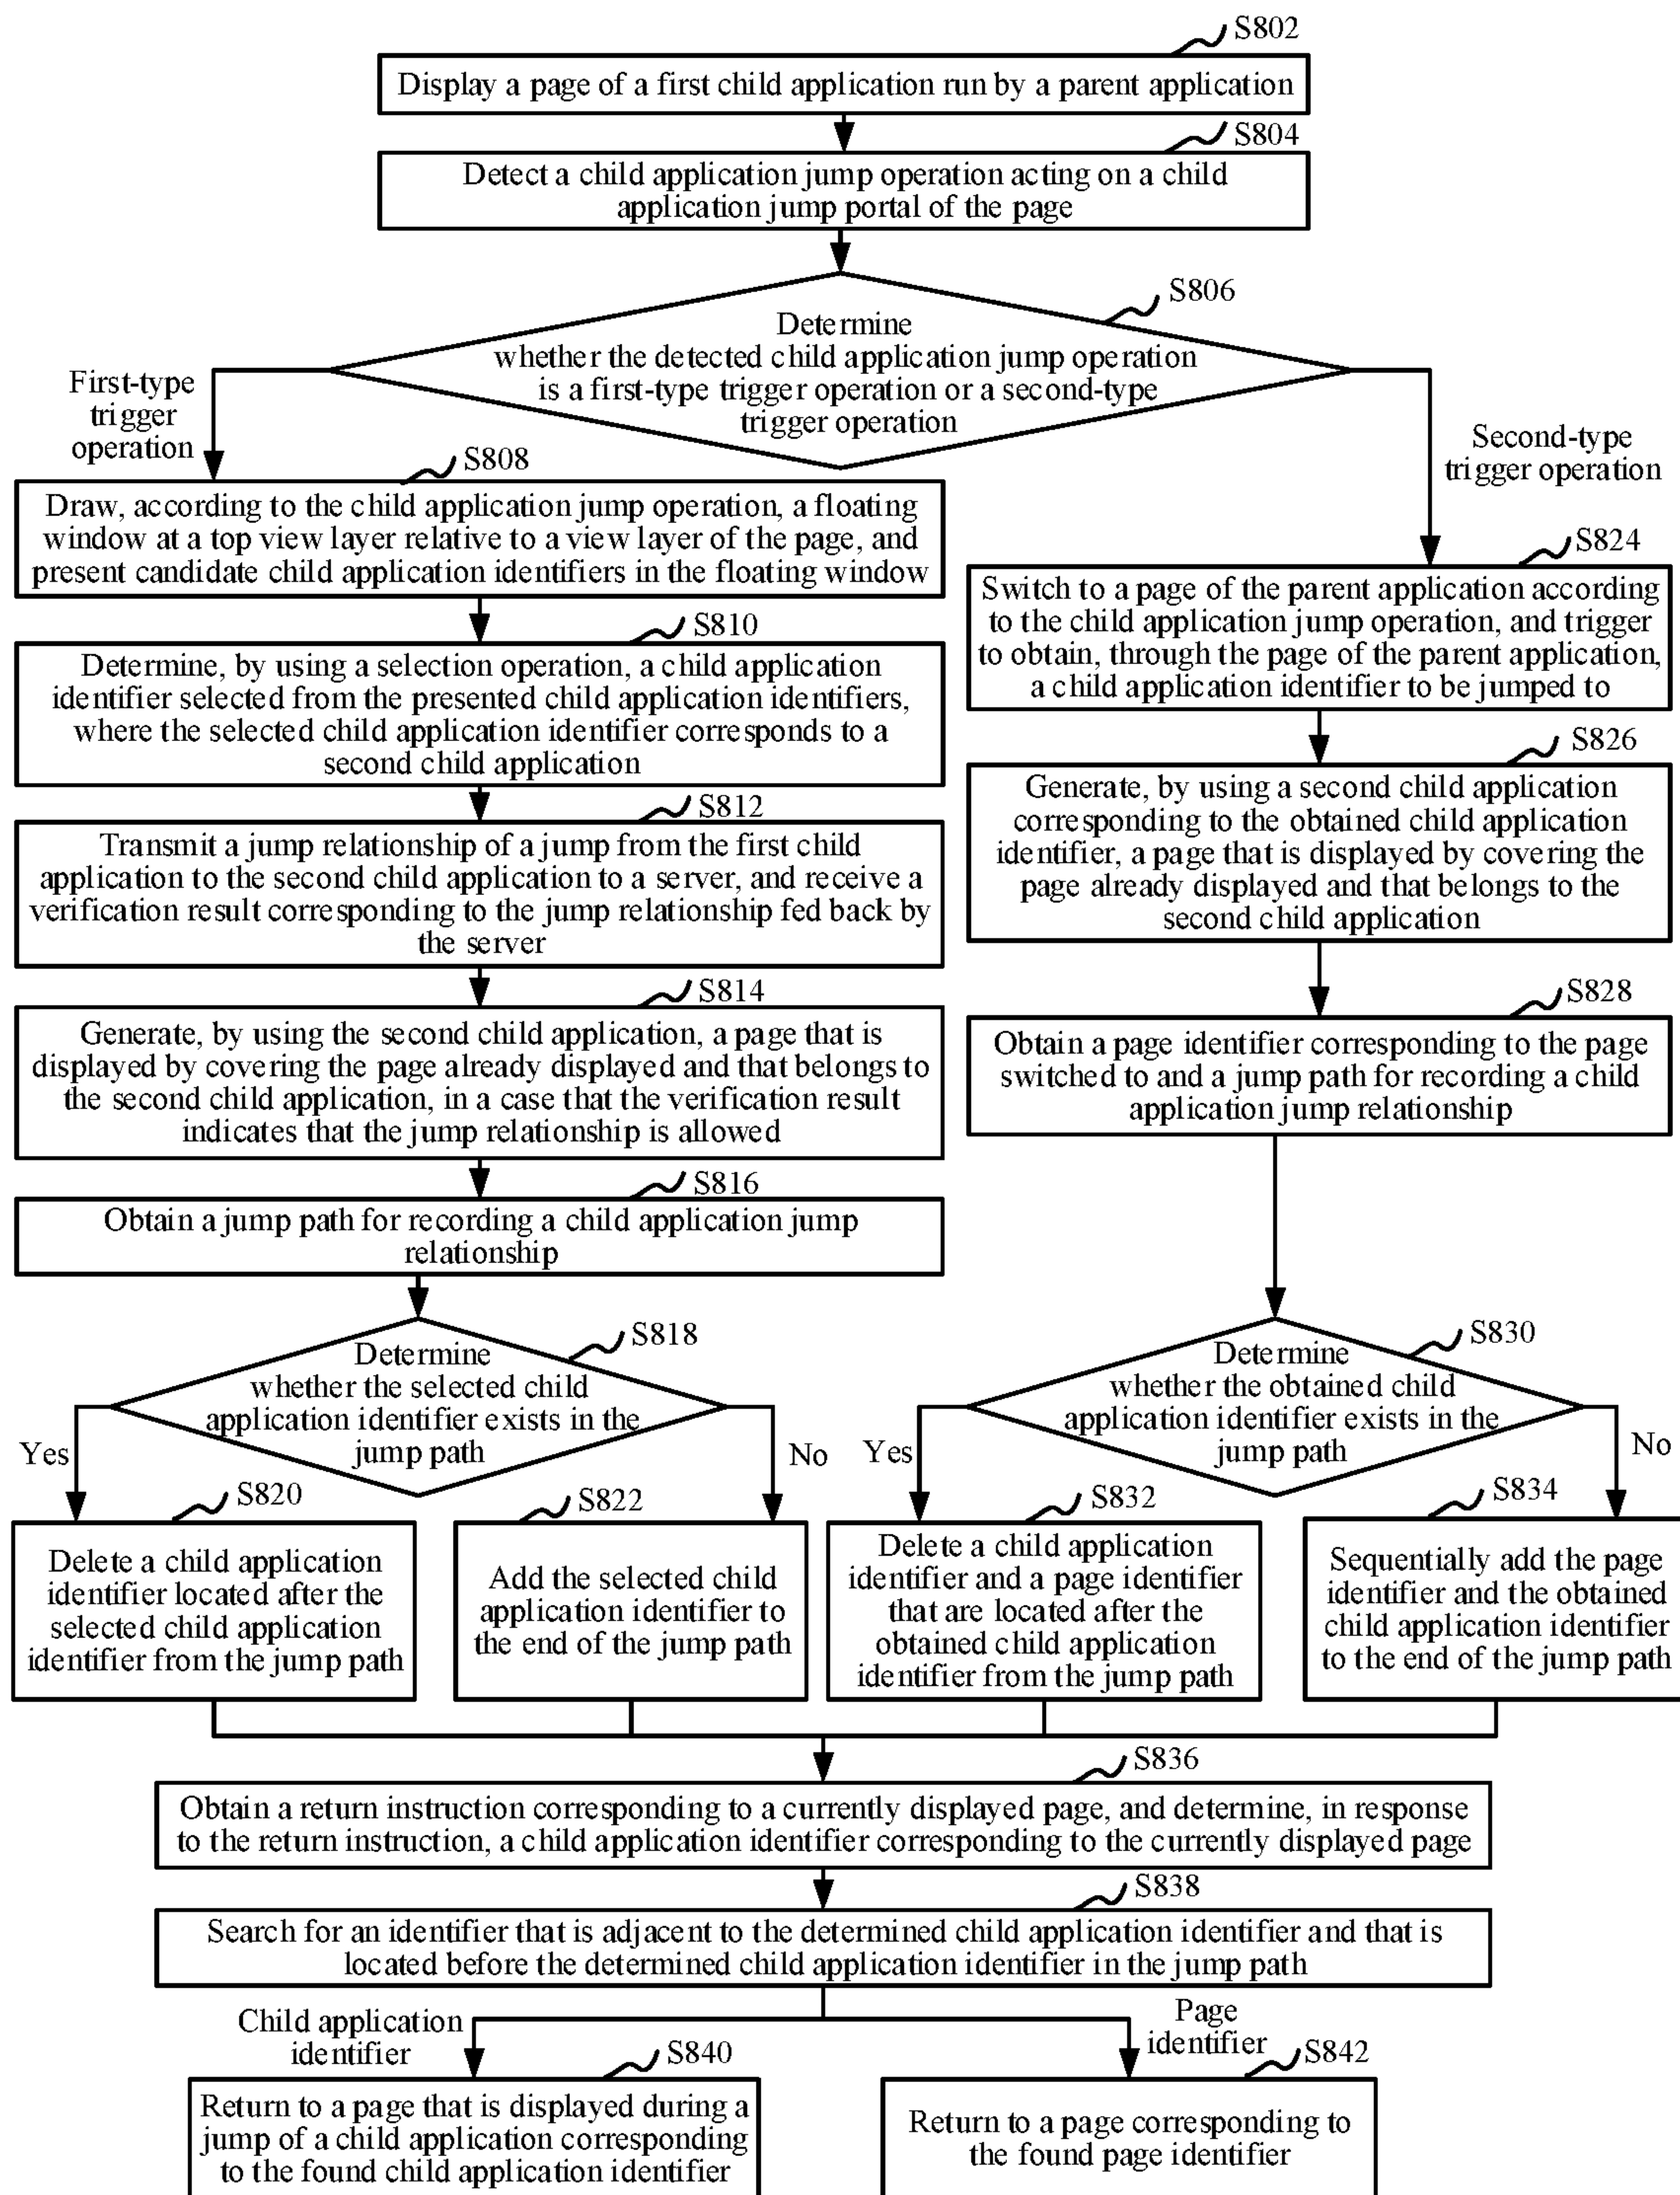 S802
Display a page of a first child application run by a parent application
S804
Detect a child application jump operation acting on a child
application jump portal of the page
S806
Determine
whether the detected child application jump operation
is a first-type trigger operation or a second-type
trigger operation
First-type
trigger
operation
Second-type
trigger operation
S808
Draw, according to the child application jump operation, a floating
window at a top view layer relative to a view layer of the page, and
present candidate child application identifiers in the floating window
S810
Determine, by using a selection operation, a child application
identifier selected from the presented child application identifiers,
where the selected child application identifier corresponds to a
second child application
S812
Transmit a jump relationship of a jump from the first child
application to the second child application to a server, and receive a
verification result corresponding to the jump relationship fed back by
the server
S814
Generate, by using the second child application, a page that is
displayed by covering the page already displayed and that belongs to
the second child application, in a case that the verification result
indicates that the jump relationship is allowed
S816
Obtain a jump path for recording a child application jump
relationship
S818
Determine
whether the selected child
application identifier exists in the
jump path
Yes
No
S820
Delete a child application
identifier located after the
selected child application
identifier from the jump path
S822
Add the selected child
application identifier to
the end of the jump path
S824
Switch to a page of the parent application according
to the child application jump operation, and trigger
to obtain, through the page of the parent application,
a child application identifier to be jumped to
S826
Generate, by using a second child application
corresponding to the obtained child application
identifier, a page that is displayed by covering the
page already displayed and that belongs to the
second child application
S828
Obtain a page identifier corresponding to the page
switched to and a jump path for recording a child
application jump relationship
S830
Determine
whether the obtained child
application identifier exists in the
jump path
Yes
No
S832
Delete a child application
identifier and a page identifier
that are located after the
obtained child application
identifier from the jump path
S834
Sequentially add the page
identifier and the obtained
child application identifier
to the end of the jump path
S836
Obtain a return instruction corresponding to a currently displayed page, and determine, in response
to the return instruction, a child application identifier corresponding to the currently displayed page
S838
Search for an identifier that is adjacent to the determined child application identifier and that is
located before the determined child application identifier in the jump path
Child application
identifier
Page
identifier
S840
Return to a page that is displayed during a
jump of a child application corresponding
to the found child application identifier
S842
Return to a page corresponding to
the found page identifier